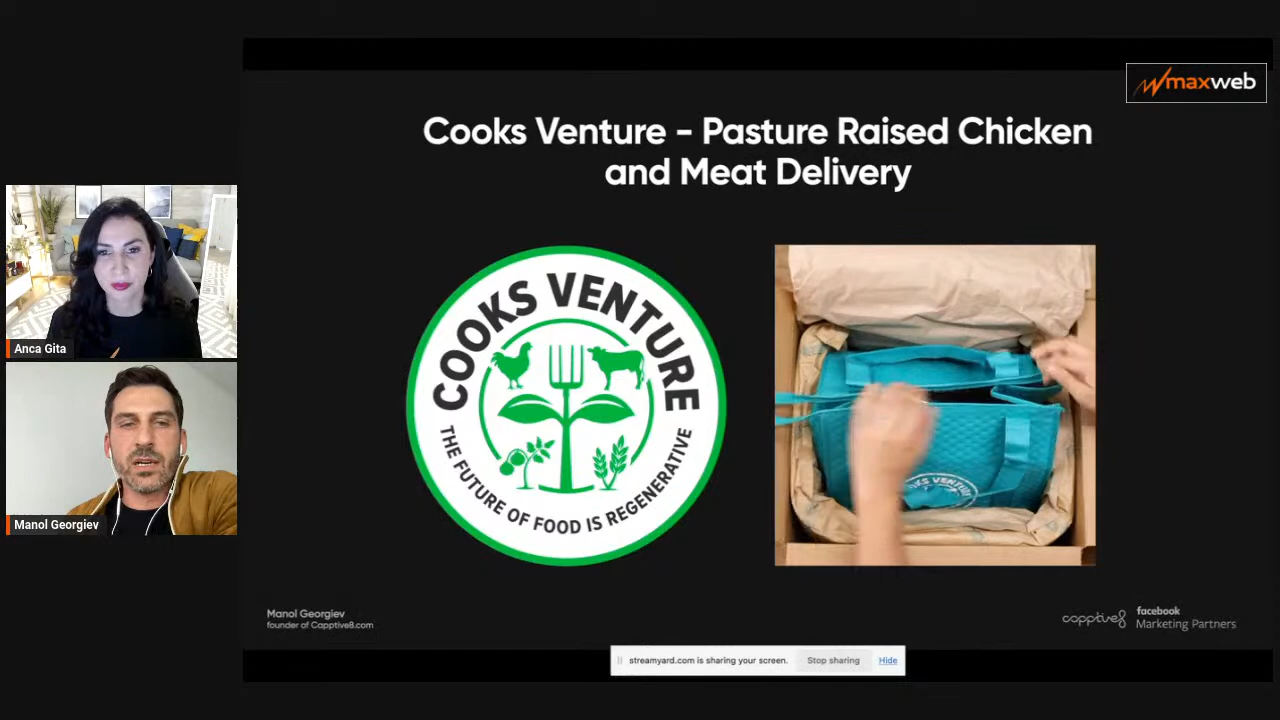 maxweb
Cooks Venture - Pasture Raised Chicken
and Meat Delivery
COOKS VENTURE
THE FUTURE OF FOOD IS REGENERATIVE
OOKS VENTURE
Anca Gita
Manol Georgiev
Manol Georgiev
founder of Capptive8.com
capptive8
facebook
Marketing Partners
streamyard.com is sharing your screen.
Stop sharing
Hide